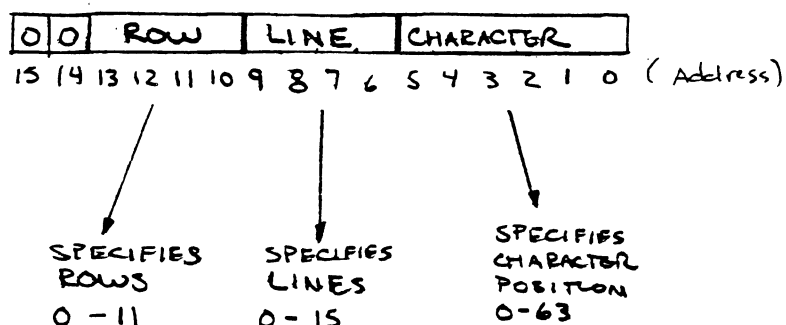 0 0 ROW LINE CHARACTER
15 14 13 12 11 10 9 8 7 6 5 4 3 2 1 0 (Address)
SPECIFIES ROWS 0-11
SPECIFIES LINES 0-15
SPECIFIES CHARACTER POSITION 0-63